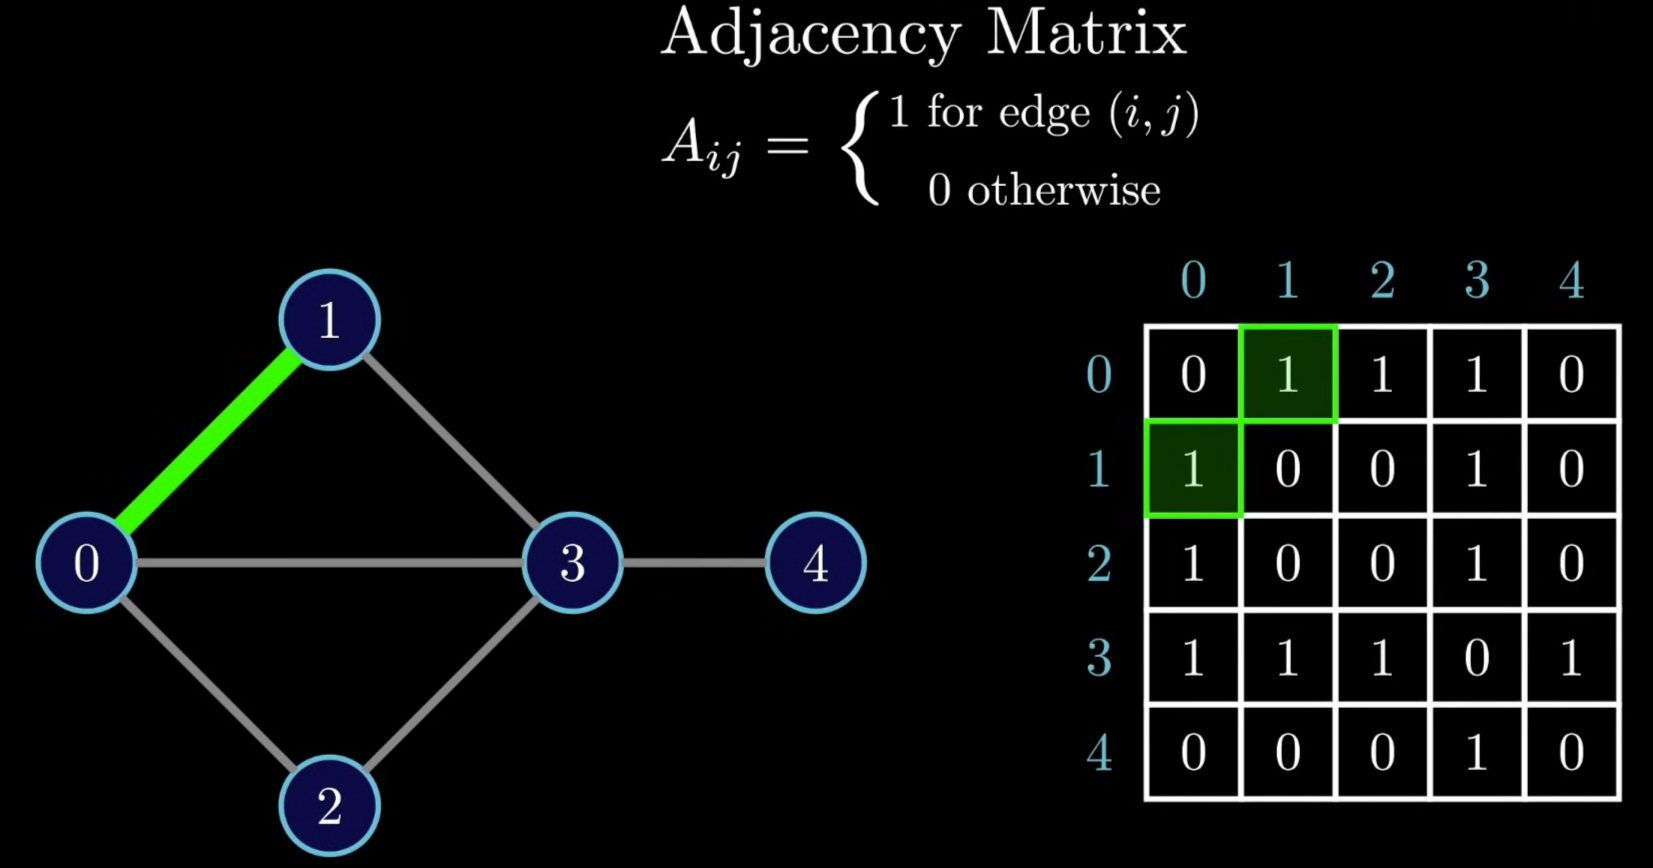 Adjacency Matrix
A_{ij} = { 1 for edge (i, j)
0 otherwise
1
0 3 4
2
0 1 2 3 4
0 0 1 1 1 0
1 1 0 0 1 0
2 1 0 0 1 0
3 1 1 1 0 1
4 0 0 0 1 0